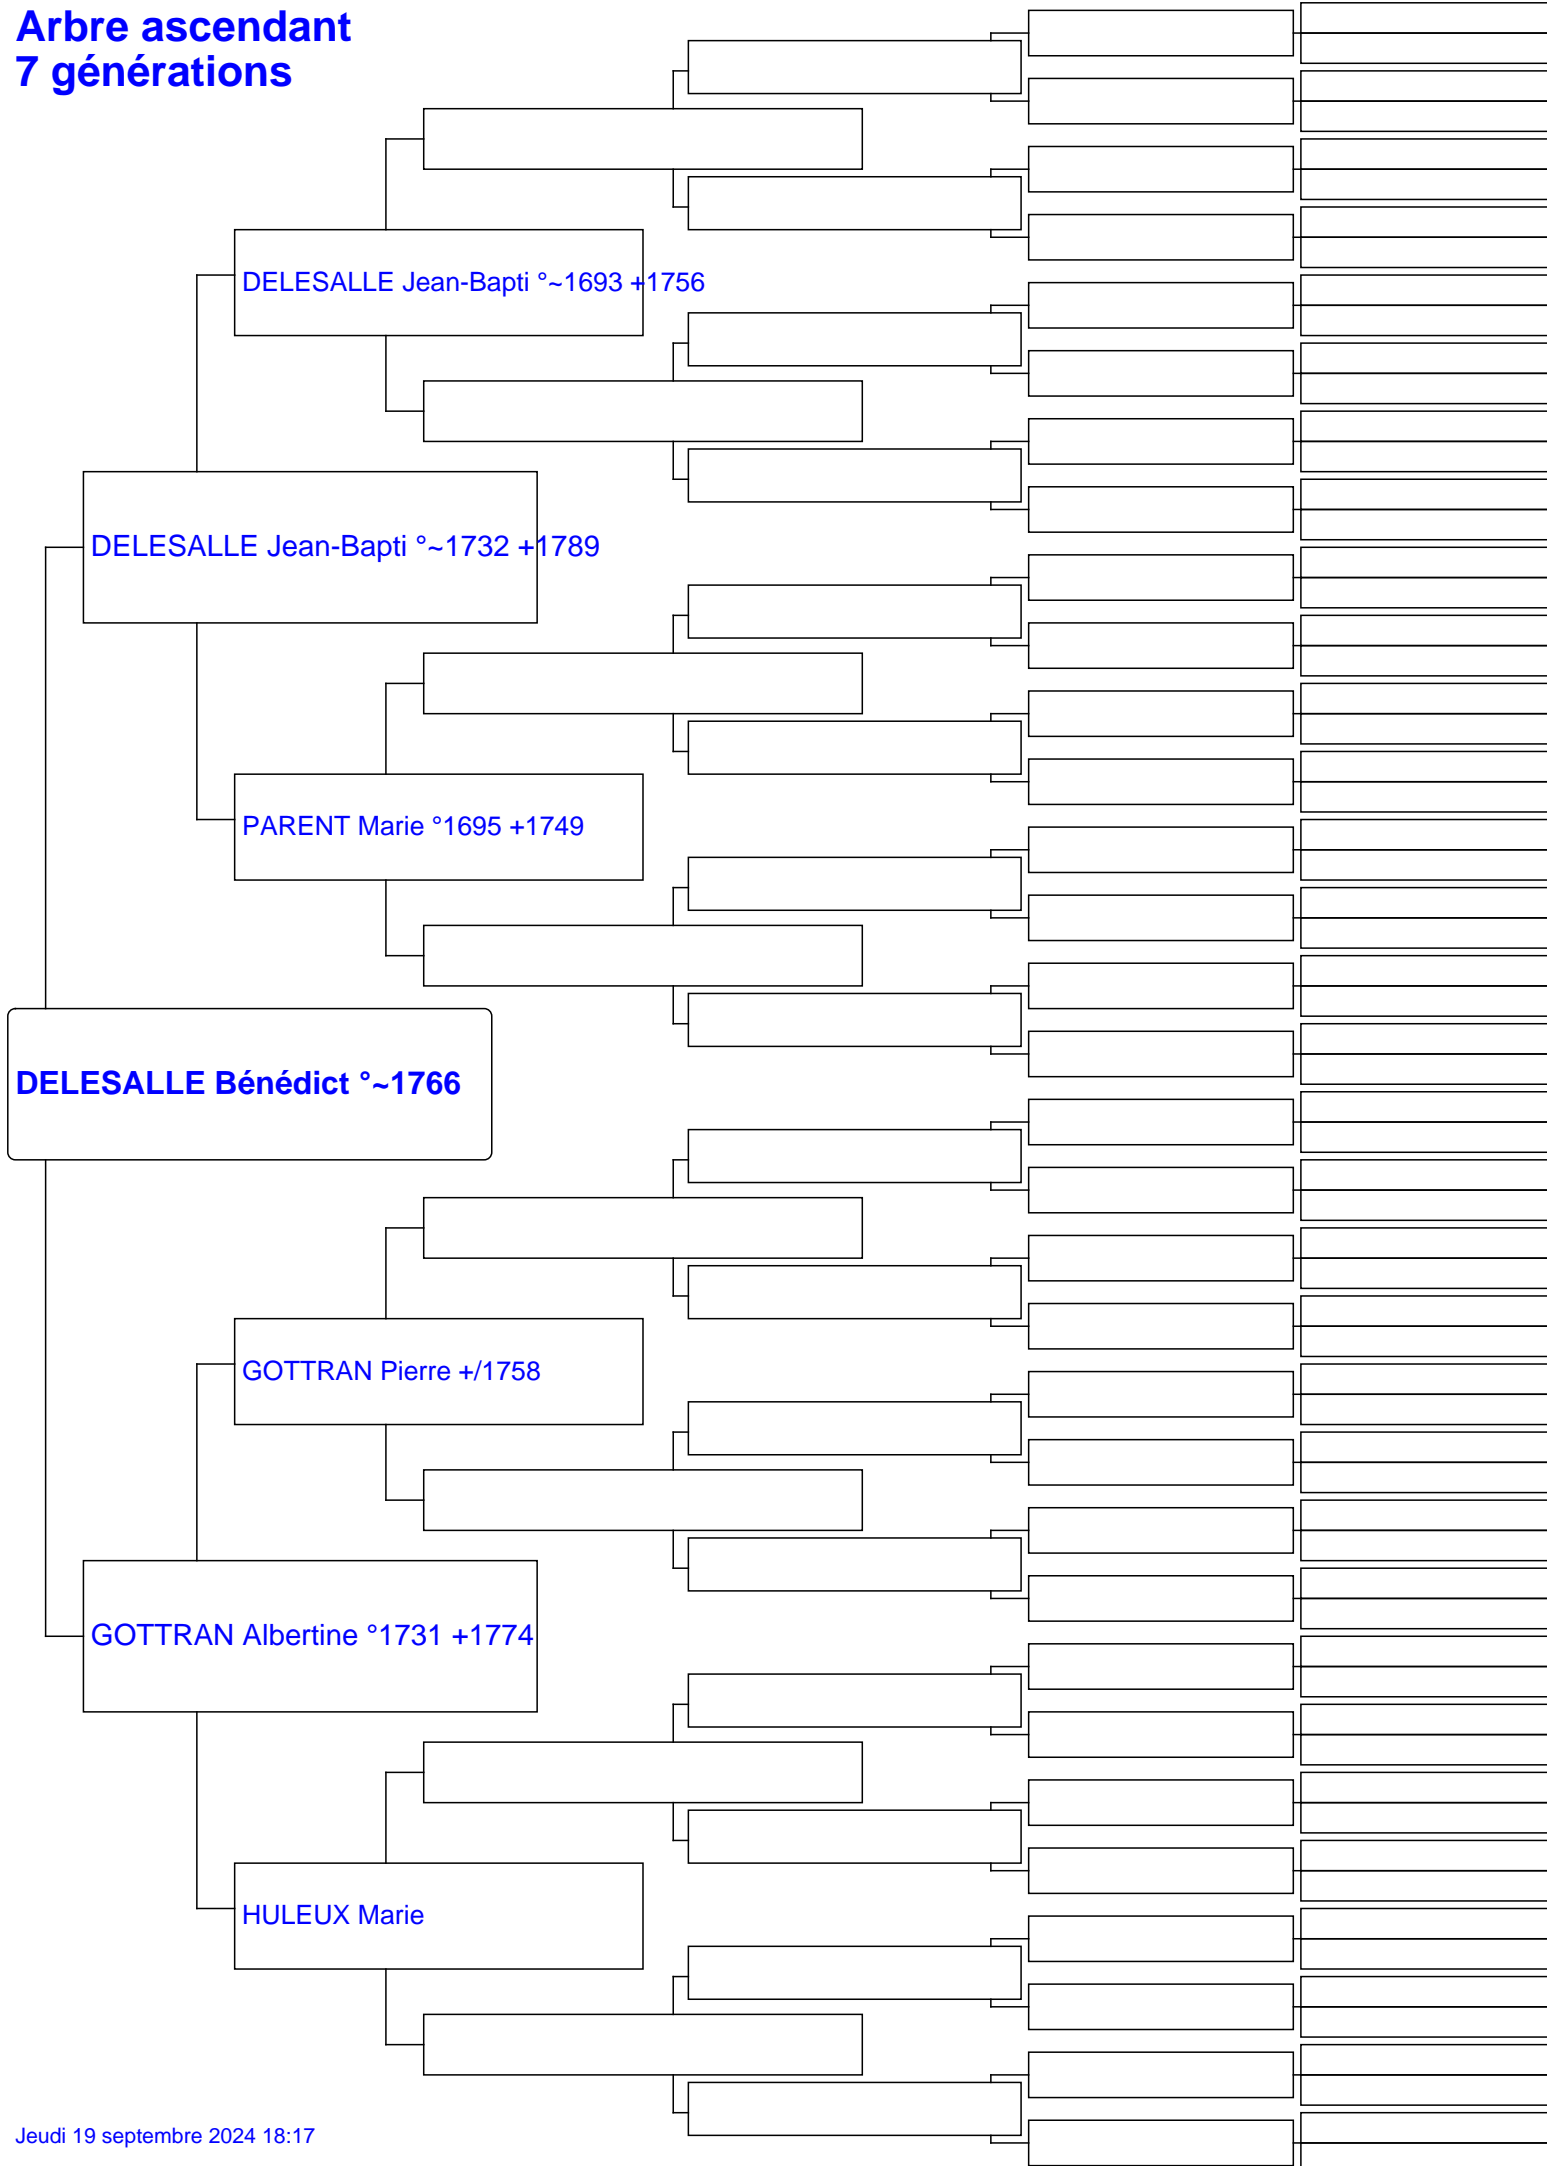 Arbre ascendant
7 générations
DELESALLE Jean-Bapti °~1693 +1756
DELESALLE Jean-Bapti °~1732 +1789
PARENT Marie °1695 +1749
DELESALLE Bénédict °~1766
GOTTRAN Pierre +/1758
GOTTRAN Albertine °1731 +1774
HULEUX Marie
Jeudi 19 septembre 2024 18:17